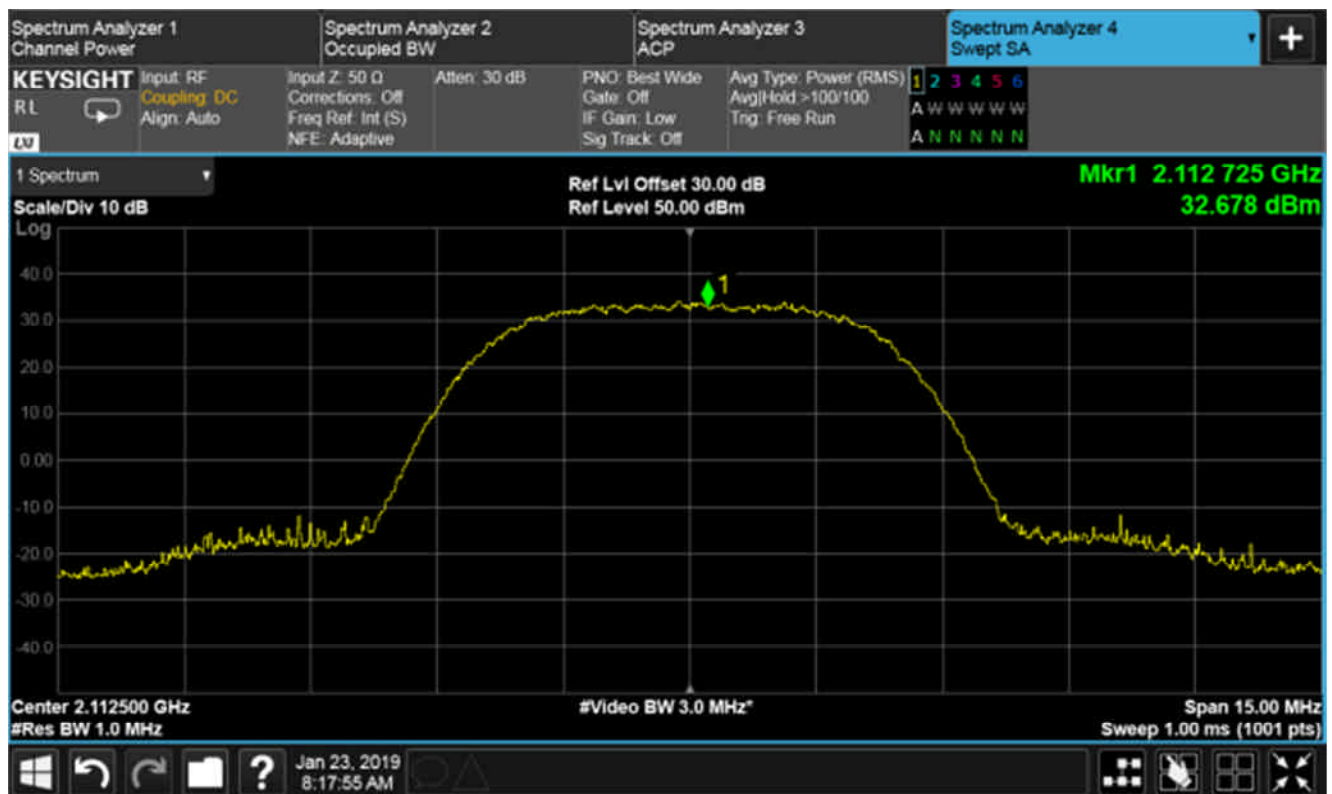 Spectrum Analyzer 1
Channel Power
Spectrum Analyzer 2
Occupied BW
Spectrum Analyzer 3
ACP
Spectrum Analyzer 4
Swept SA
KEYSIGHT
R L
LXI
Input: RF
Coupling: DC
Align: Auto
Input Z: 50 Ω
Corrections: Off
Freq Ref: Int (S)
NFE: Adaptive
Atten: 30 dB
PNO: Best Wide
Gate: Off
IF Gain: Low
Sig Track: Off
Avg Type: Power (RMS)
Avg|Hold:>100/100
Trig: Free Run
1 2 3 4 5 6
A W W W W W
A N N N N N
1 Spectrum
Scale/Div 10 dB
Log
Ref Lvl Offset 30.00 dB
Ref Level 50.00 dBm
Mkr1 2.112 725 GHz
32.678 dBm
1
40.0
30.0
20.0
10.0
0.00
-10.0
-20.0
-30.0
-40.0
Center 2.112500 GHz
#Res BW 1.0 MHz
#Video BW 3.0 MHz*
Span 15.00 MHz
Sweep 1.00 ms (1001 pts)
?
Jan 23, 2019
8:17:55 AM